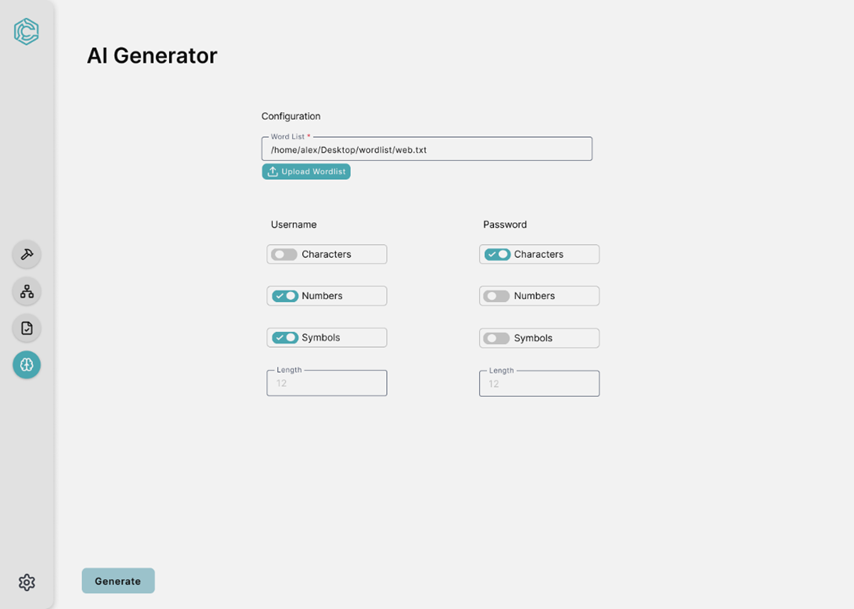 AI Generator
Configuration
Word List *
/home/alex/Desktop/wordlist/web.txt
Upload Wordlist
Username
Password
Characters
Characters
Numbers
Numbers
Symbols
Symbols
Length
12
Length
12
Generate